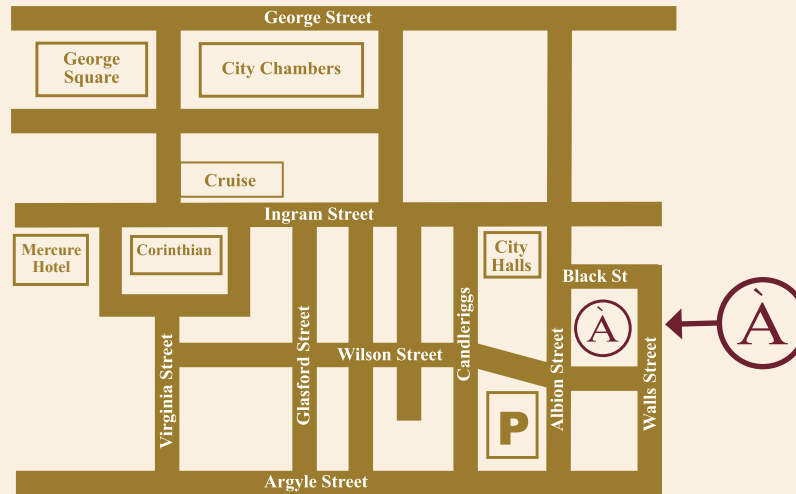 George Street
George
Square
City Chambers
Cruise
Ingram Street
Mercure
Hotel
Corinthian
City
Halls
Black St
À
À
Virginia Street
Glasford Street
Wilson Street
Candleriggs
Albion Street
Walls Street
P
Argyle Street